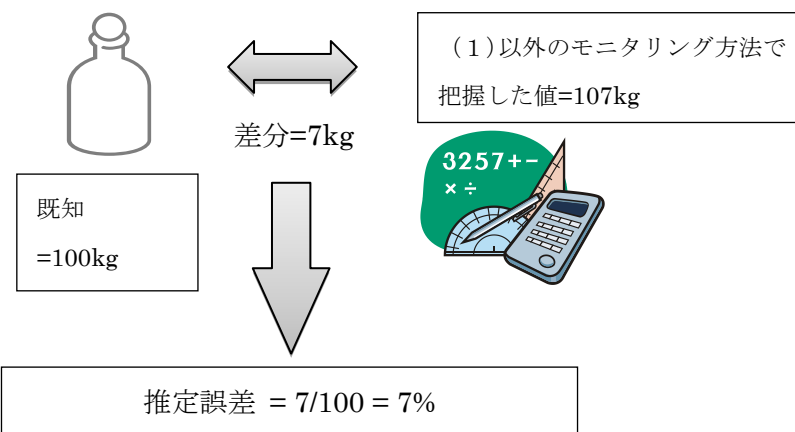 （1）以外のモニタリング方法で
把握した値=107kg
差分=7kg
3257+-
×÷
既知
=100kg
推定誤差 = 7/100 = 7%